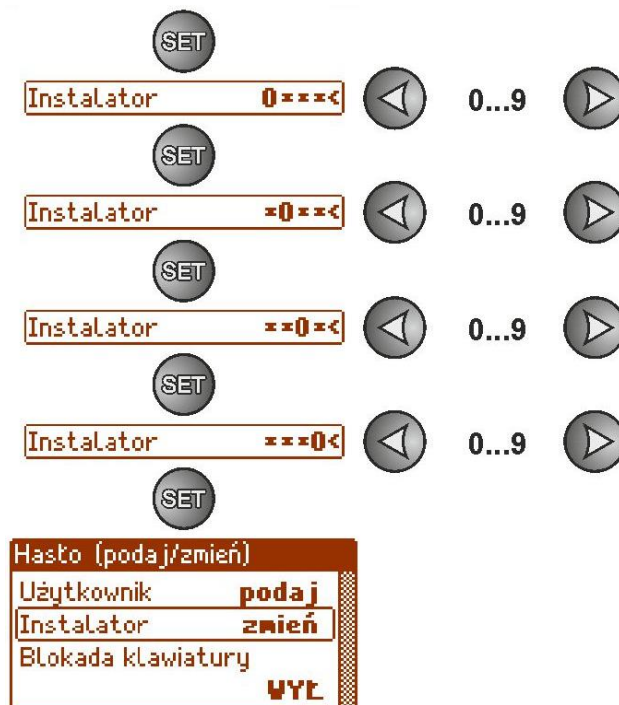 SET
Instalator 0***<
0...9
SET
Instalator *0**<
0...9
SET
Instalator **0*<
0...9
SET
Instalator ***0<
0...9
SET
Hasło (podaj/zmień)
Użytkownik podaj
Instalator zmień
Blokada klawiatury
WYŁ